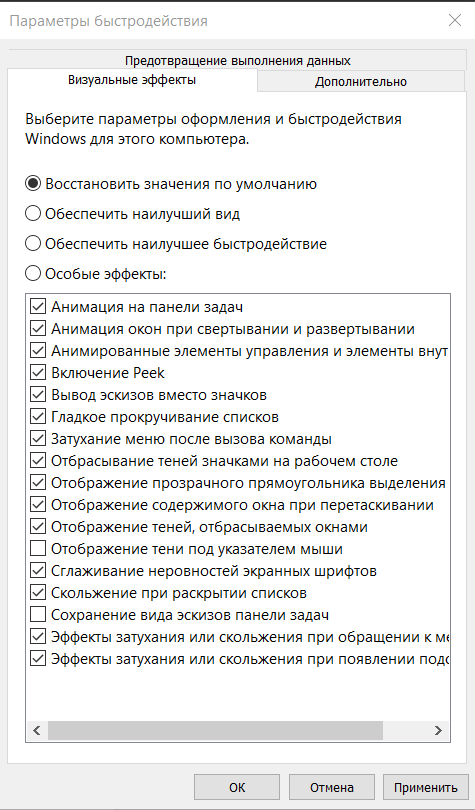 Параметры быстродействия
Предотвращение выполнения данных
Визуальные эффекты
Дополнительно
Выберите параметры оформления и быстродействия
Windows для этого компьютера.
Восстановить значения по умолчанию
Обеспечить наилучший вид
Обеспечить наилучшее быстродействие
Особые эффекты:
Анимация на панели задач
Анимация окон при свертывании и развертывании
Анимированные элементы управления и элементы внут
Включение Peek
Вывод эскизов вместо значков
Гладкое прокручивание списков
Затухание меню после вызова команды
Отбрасывание теней значками на рабочем столе
Отображение прозрачного прямоугольника выделения
Отображение содержимого окна при перетаскивании
Отображение теней, отбрасываемых окнами
Отображение тени под указателем мыши
Сглаживание неровностей экранных шрифтов
Скольжение при раскрытии списков
Сохранение вида эскизов панели задач
Эффекты затухания или скольжения при обращении к ме
Эффекты затухания или скольжения при появлении подс
ОК
Отмена
Применить